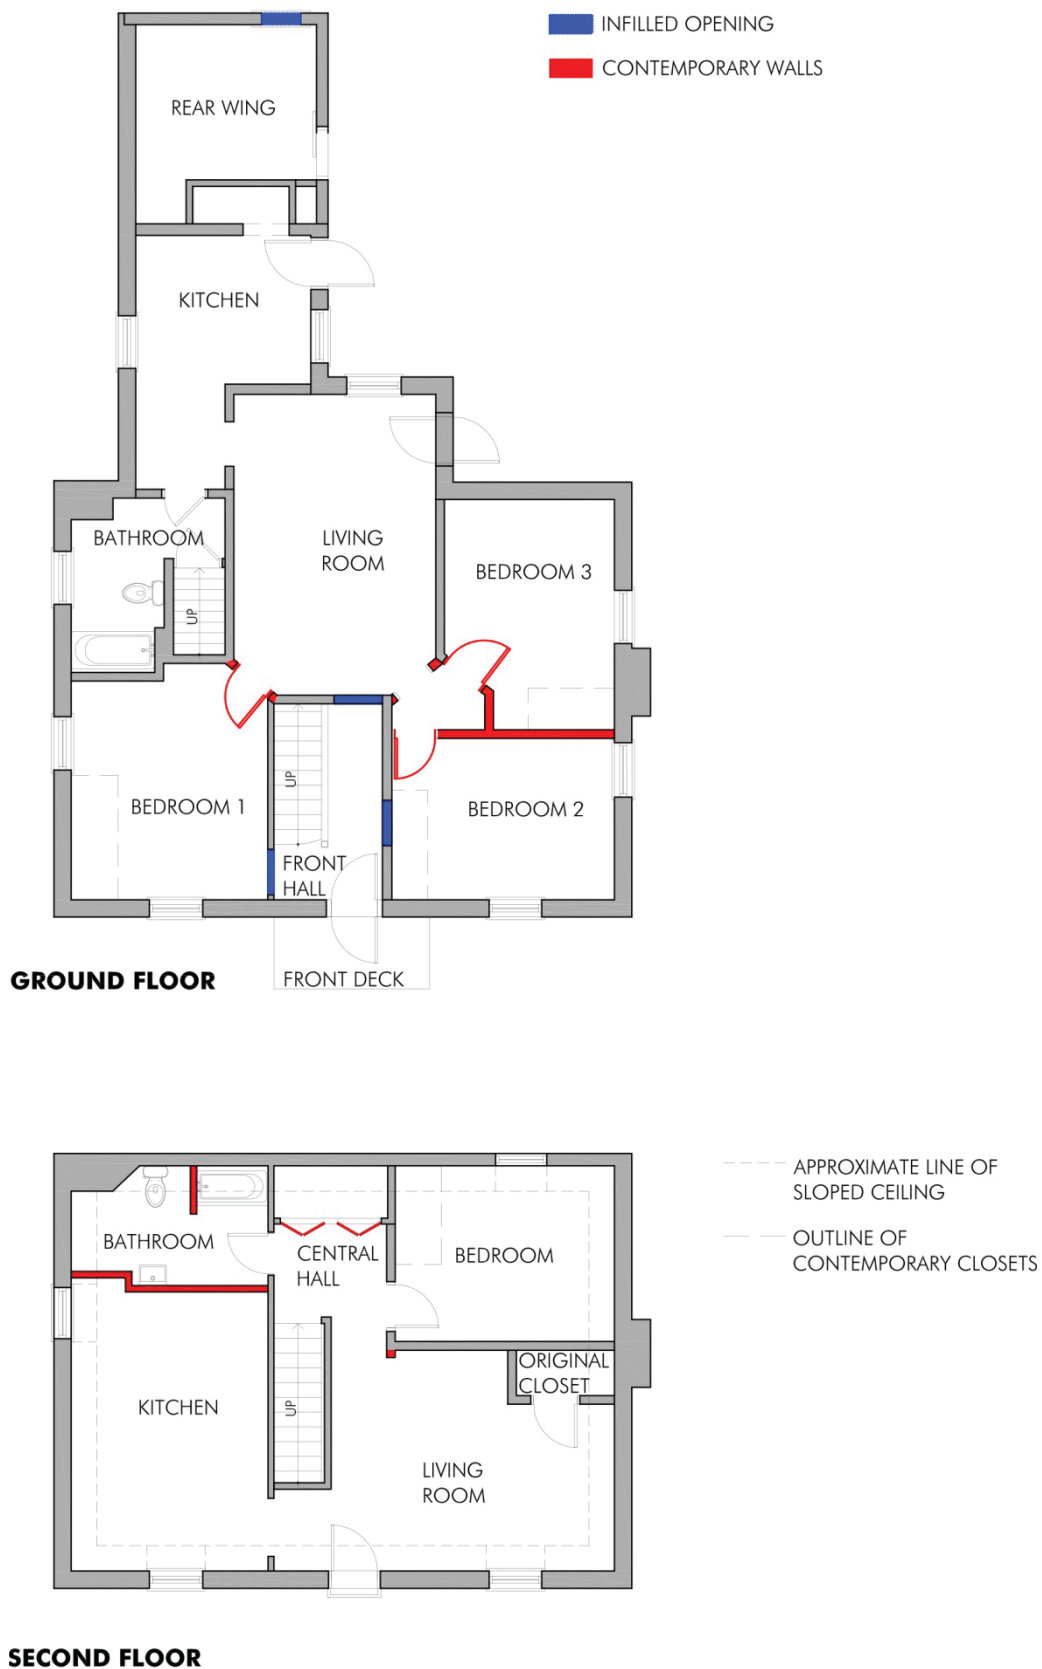 INFILLED OPENING
CONTEMPORARY WALLS
REAR WING
KITCHEN
BATHROOM
LIVING
ROOM
BEDROOM 3
UP
UP
BEDROOM 1
BEDROOM 2
FRONT
HALL
FRONT DECK
GROUND FLOOR
APPROXIMATE LINE OF
SLOPED CEILING
OUTLINE OF
CONTEMPORARY CLOSETS
BATHROOM
CENTRAL
HALL
BEDROOM
ORIGINAL
CLOSET
KITCHEN
UP
LIVING
ROOM
SECOND FLOOR